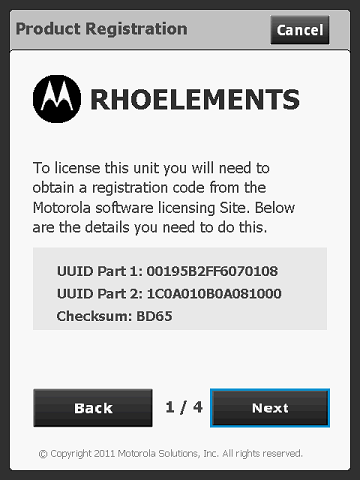 Product Registration
Cancel
RHOELEMENTS
To license this unit you will need to
obtain a registration code from the
Motorola software licensing Site. Below
are the details you need to do this.
UUID Part 1: 00195B2FF6070108
UUID Part 2: 1C0A010B0A081000
Checksum: BD65
Back
1 / 4
Next
© Copyright 2011 Motorola Solutions, Inc. All rights reserved.